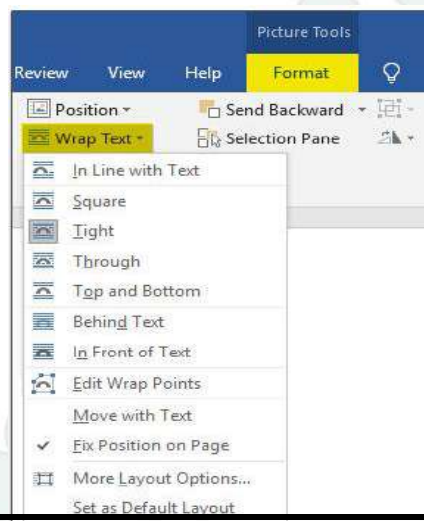 Picture Tools
Review View Help Format
Position Send Backward
Wrap Text Selection Pane
In Line with Text
Square
Tight
Through
Top and Bottom
Behind Text
In Front of Text
Edit Wrap Points
Move with Text
Fix Position on Page
More Layout Options...
Set as Default Layout